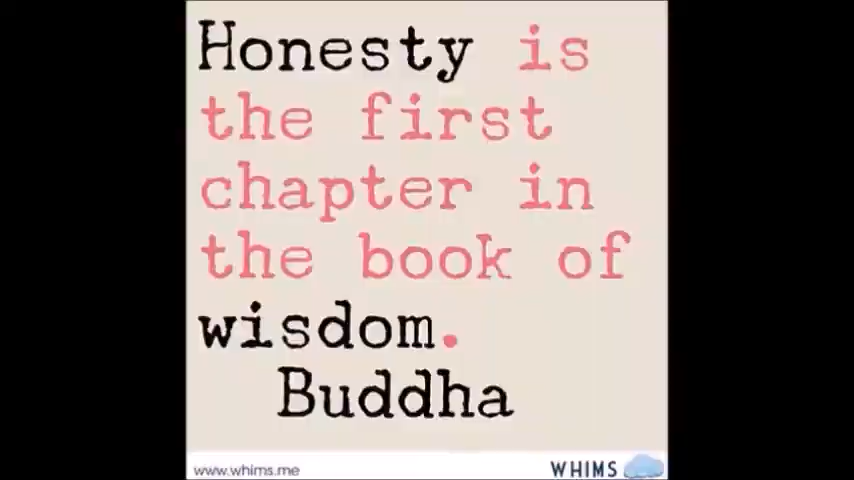 Honesty is
the first
chapter in
the book of
wisdom.
Buddha
www.whims.me
WHIMS